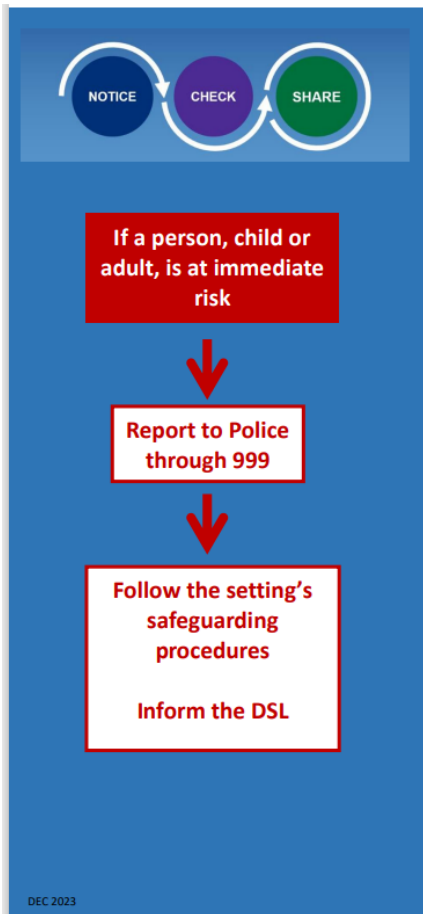 NOTICE
CHECK
SHARE
If a person, child or
adult, is at immediate
risk
Report to Police
through 999
Follow the setting’s
safeguarding
procedures
Inform the DSL
DEC 2023